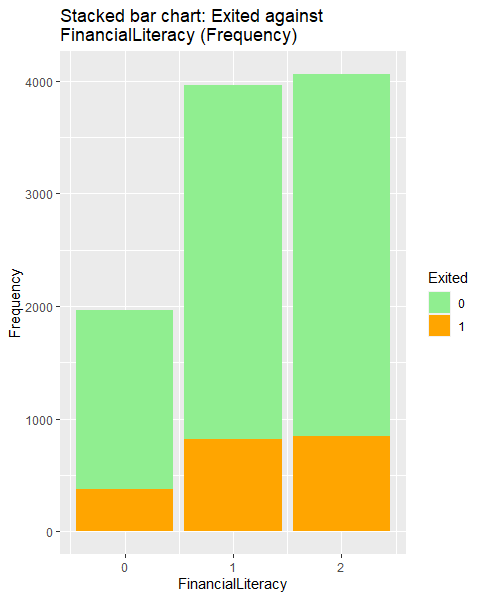 Stacked bar chart: Exited against
FinancialLiteracy (Frequency)
4000
3000
2000
1000
0
Frequency
0
1
2
FinancialLiteracy
Exited
0
1